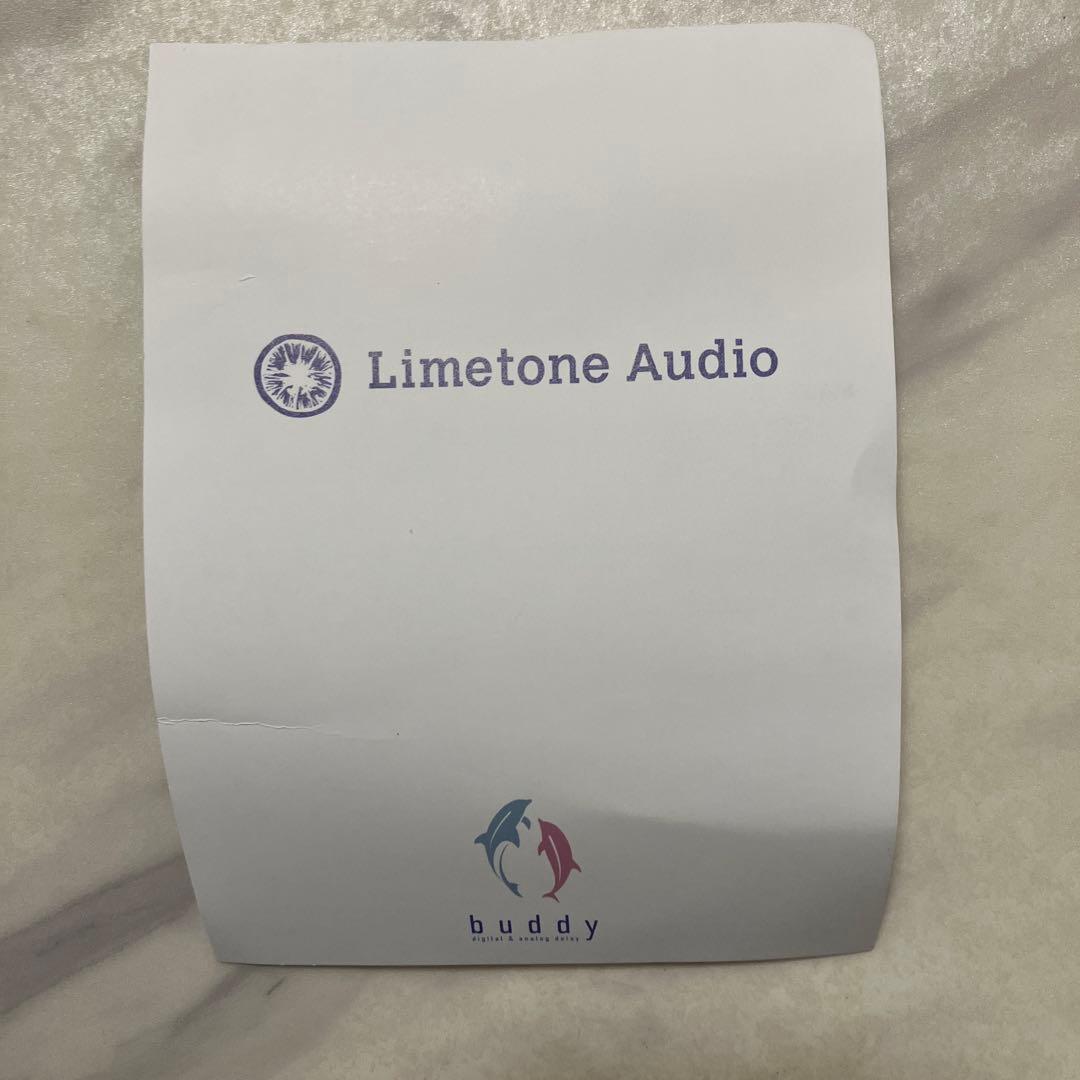 Limetone Audio
buddy
digital & analog delay